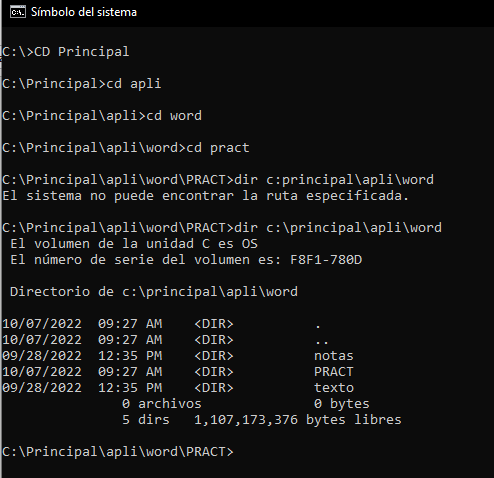 Símbolo del sistema
C:\>CD Principal
C:\Principal>cd apli
C:\Principal\apli>cd word
C:\Principal\apli\word>cd pract
C:\Principal\apli\word\PRACT>dir c:principal\apli\word
El sistema no puede encontrar la ruta especificada.
C:\Principal\apli\word\PRACT>dir c:\principal\apli\word
 El volumen de la unidad C es OS
 El número de serie del volumen es: F8F1-780D
 Directorio de c:\principal\apli\word
10/07/2022  09:27 AM    <DIR>          .
10/07/2022  09:27 AM    <DIR>          ..
09/28/2022  12:35 PM    <DIR>          notas
10/07/2022  09:27 AM    <DIR>          PRACT
09/28/2022  12:35 PM    <DIR>          texto
               0 archivos              0 bytes
               5 dirs   1,107,173,376 bytes libres
C:\Principal\apli\word\PRACT>